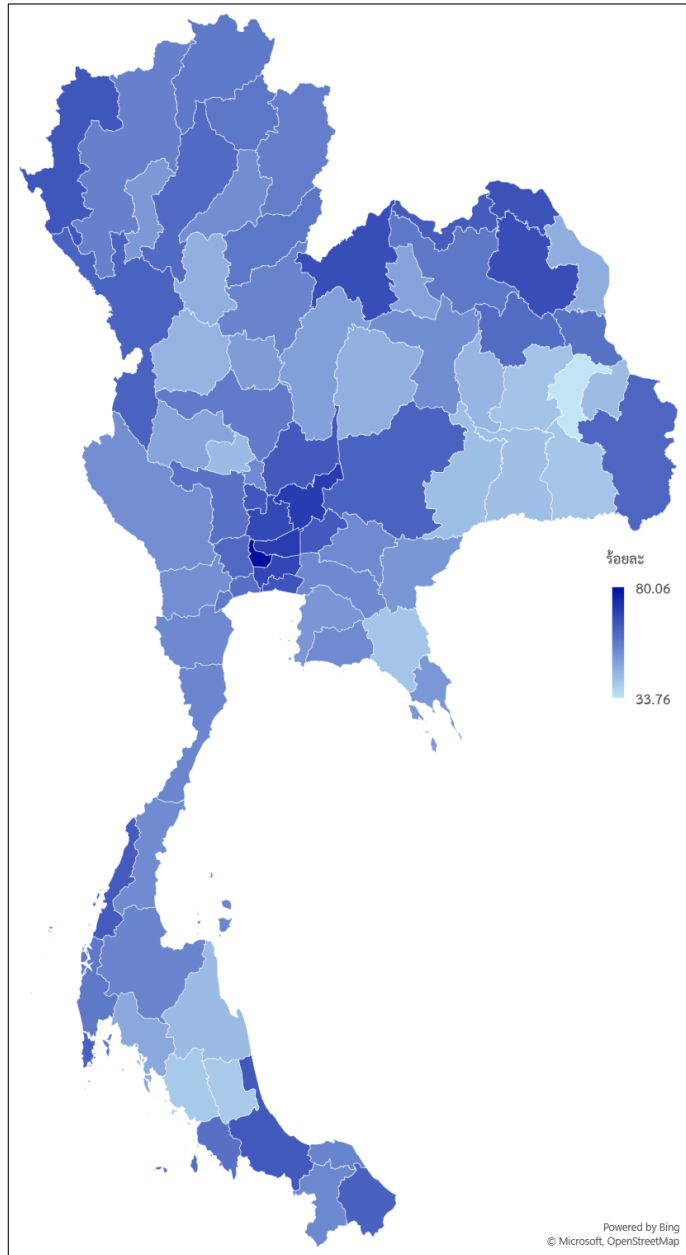 ร้อยละ
80.06
33.76
Powered by Bing
© Microsoft, OpenStreetMap